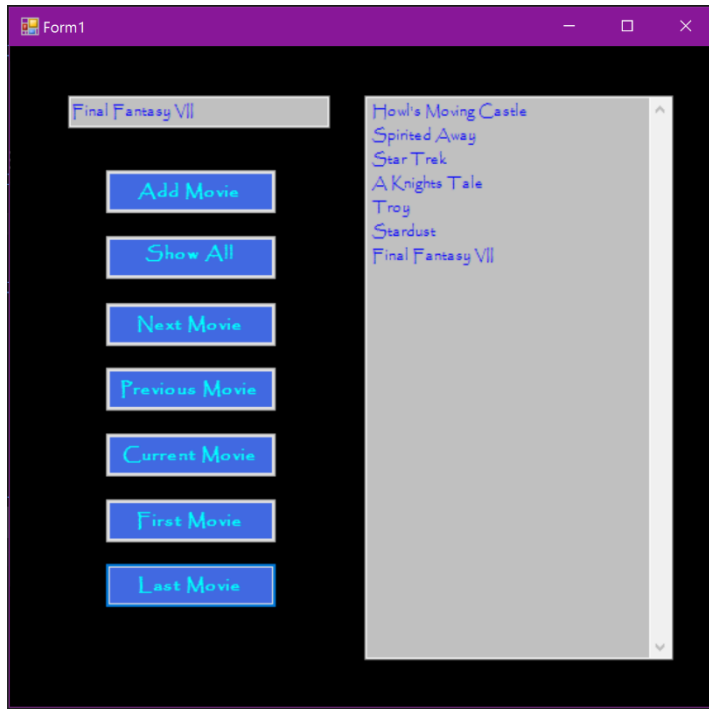 Form1
Final Fantasy VII
Add Movie
Show All
Next Movie
Previous Movie
Current Movie
First Movie
Last Movie
Howl's Moving Castle
Spirited Away
Star Trek
A Knights Tale
Troy
Stardust
Final Fantasy VII